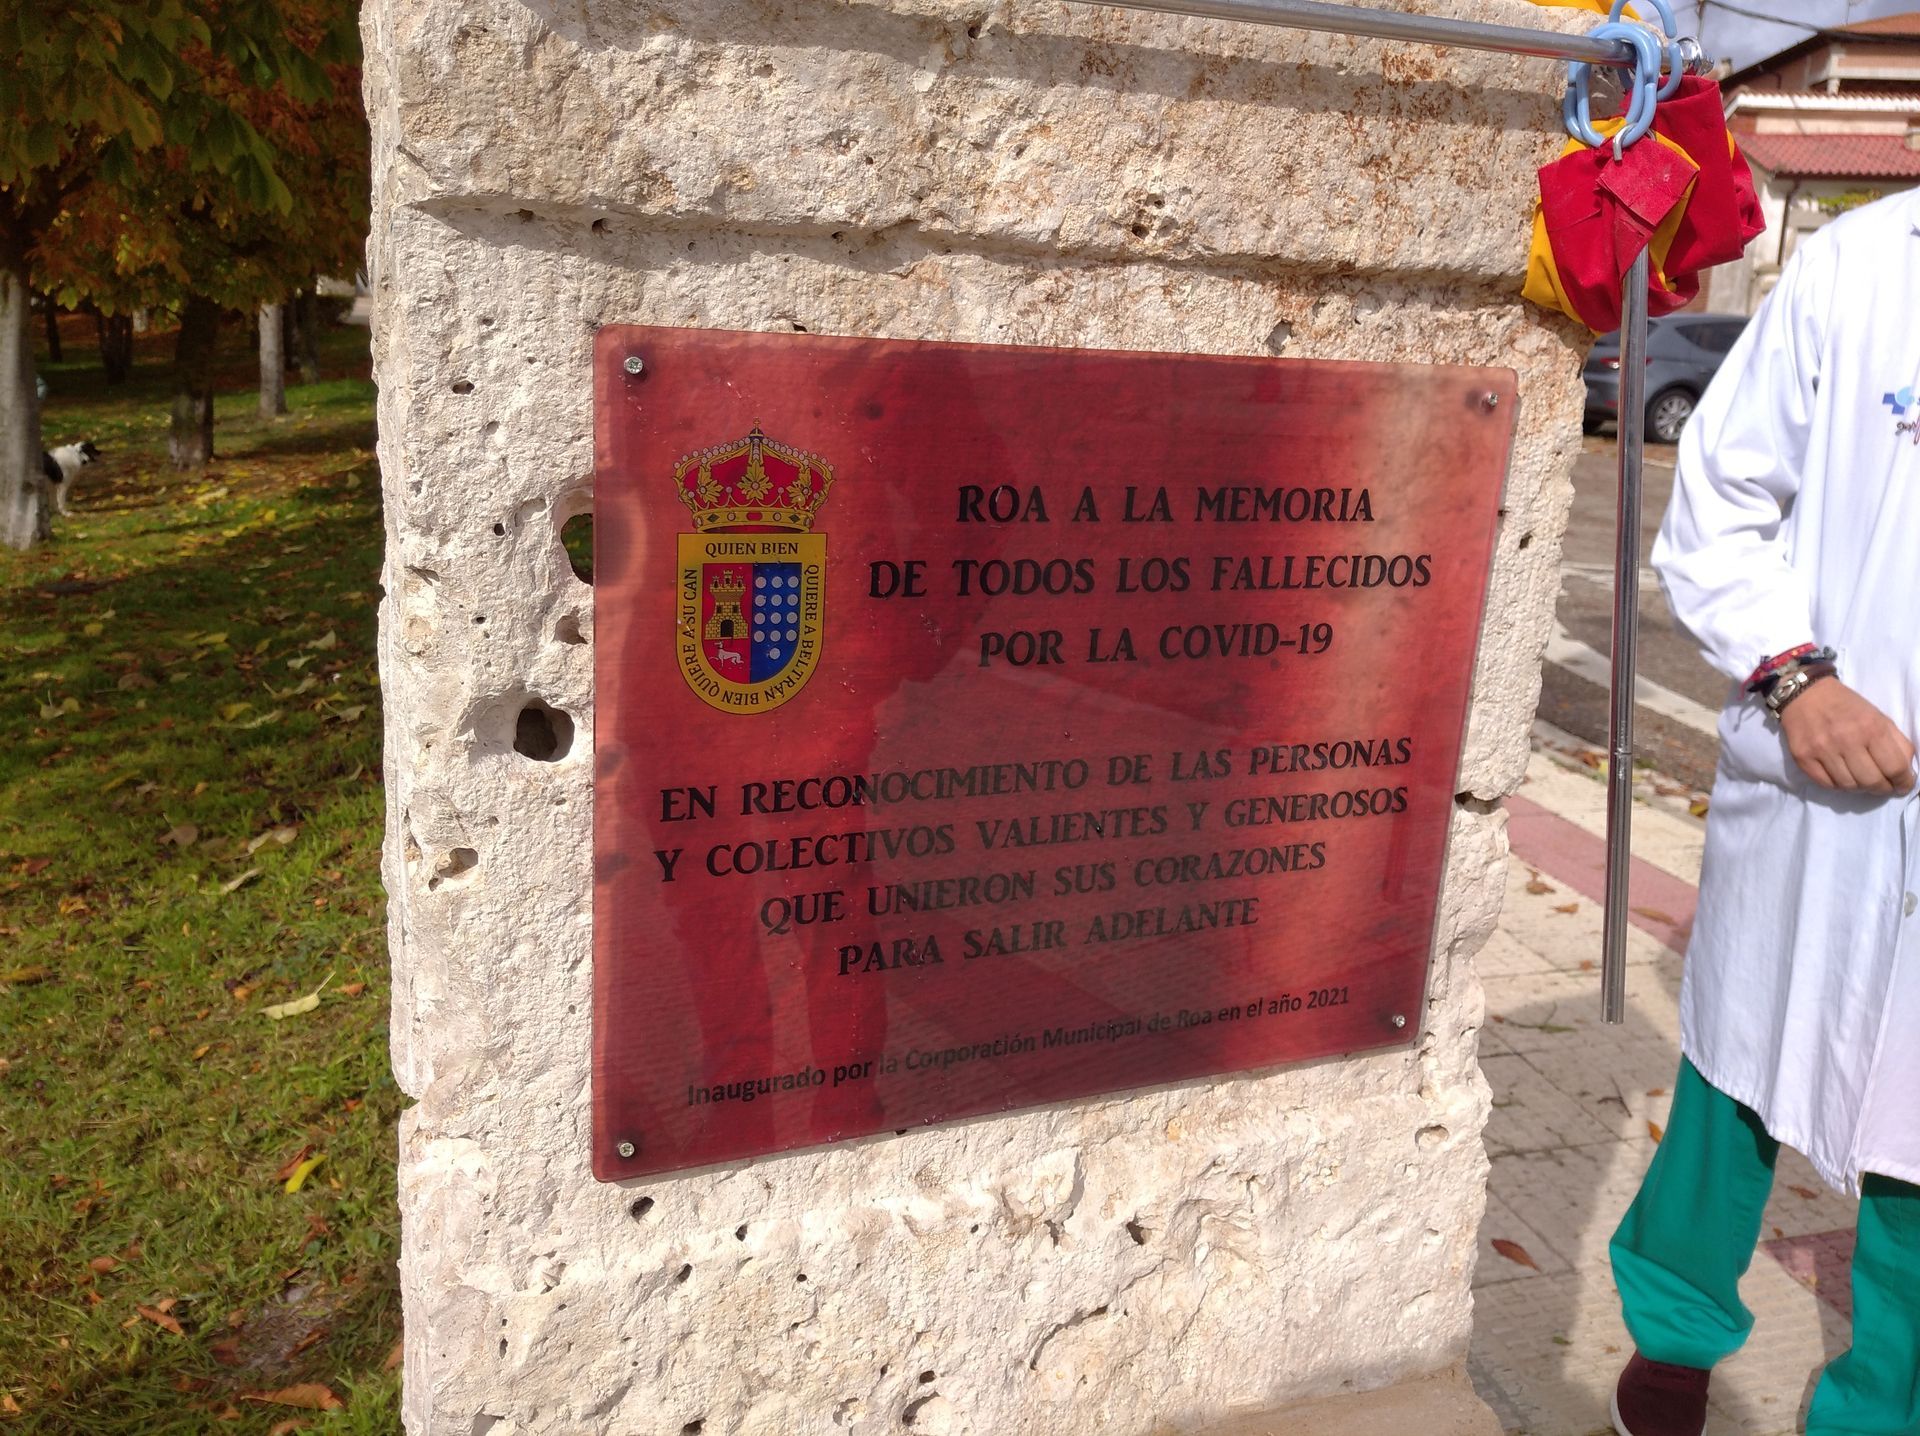 QUIEN BIEN
QUIERE A BELTRÁN BIEN QUIERE A SU CAN
ROA A LA MEMORIA
DE TODOS LOS FALLECIDOS
POR LA COVID-19
EN RECONOCIMIENTO DE LAS PERSONAS
Y COLECTIVOS VALIENTES Y GENEROSOS
QUE UNIERON SUS CORAZONES
PARA SALIR ADELANTE
Inaugurado por la Corporación Municipal de Roa en el año 2021